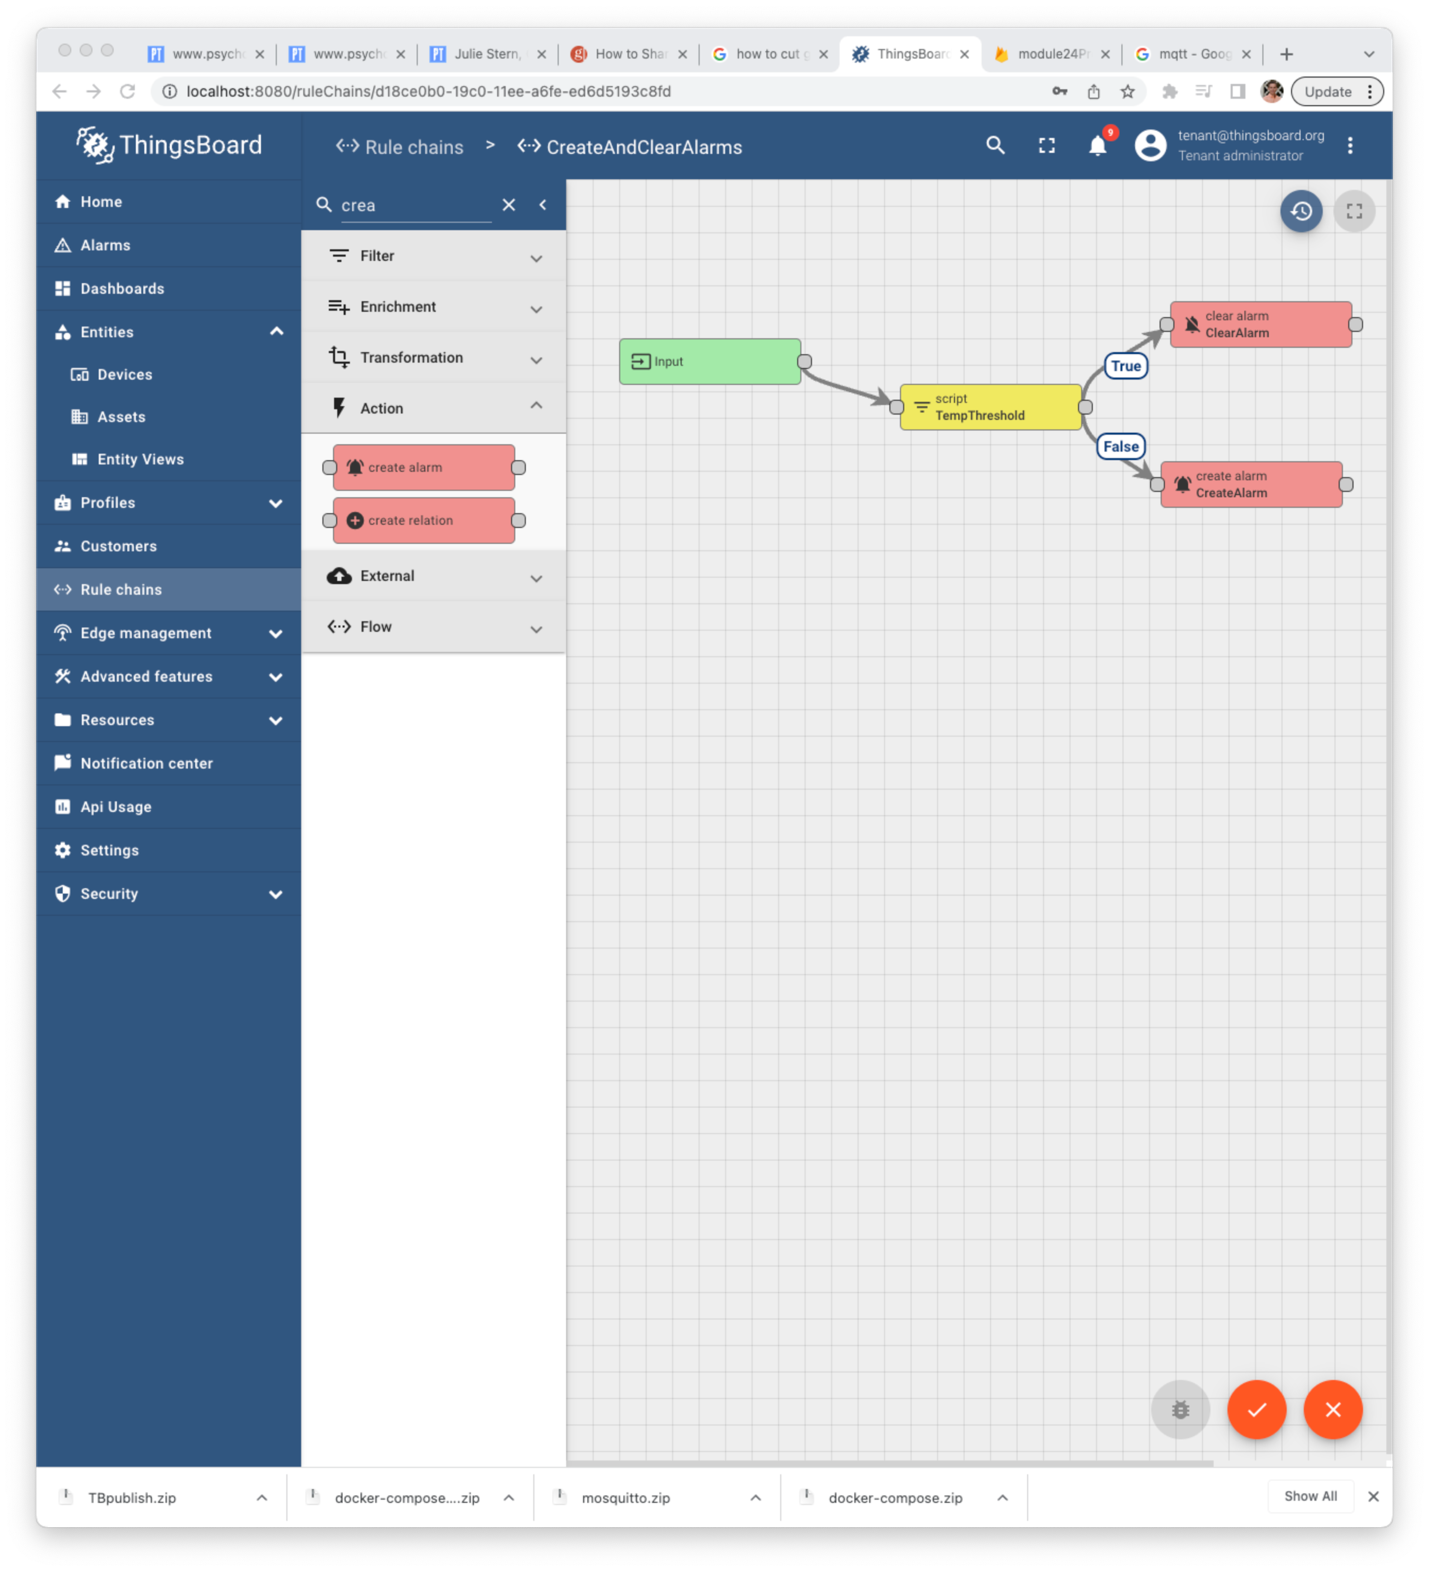 www.psych
www.psych
Julie Stern,
How to Shar
how to cut g
ThingsBoar
module24Pr
mqtt - Goog
localhost:8080/ruleChains/d18ce0b0-19c0-11ee-a6fe-ed6d5193c8fd
Update
ThingsBoard
Rule chains > CreateAndClearAlarms
9
tenant@thingsboard.org
Tenant administrator
Home
Alarms
Dashboards
Entities
Devices
Assets
Entity Views
Profiles
Customers
Rule chains
Edge management
Advanced features
Resources
Notification center
Api Usage
Settings
Security
crea
Filter
Enrichment
Transformation
Action
create alarm
create relation
External
Flow
Input
script
TempThreshold
True
False
clear alarm
ClearAlarm
create alarm
CreateAlarm
TBpublish.zip
docker-compose....zip
mosquitto.zip
docker-compose.zip
Show All